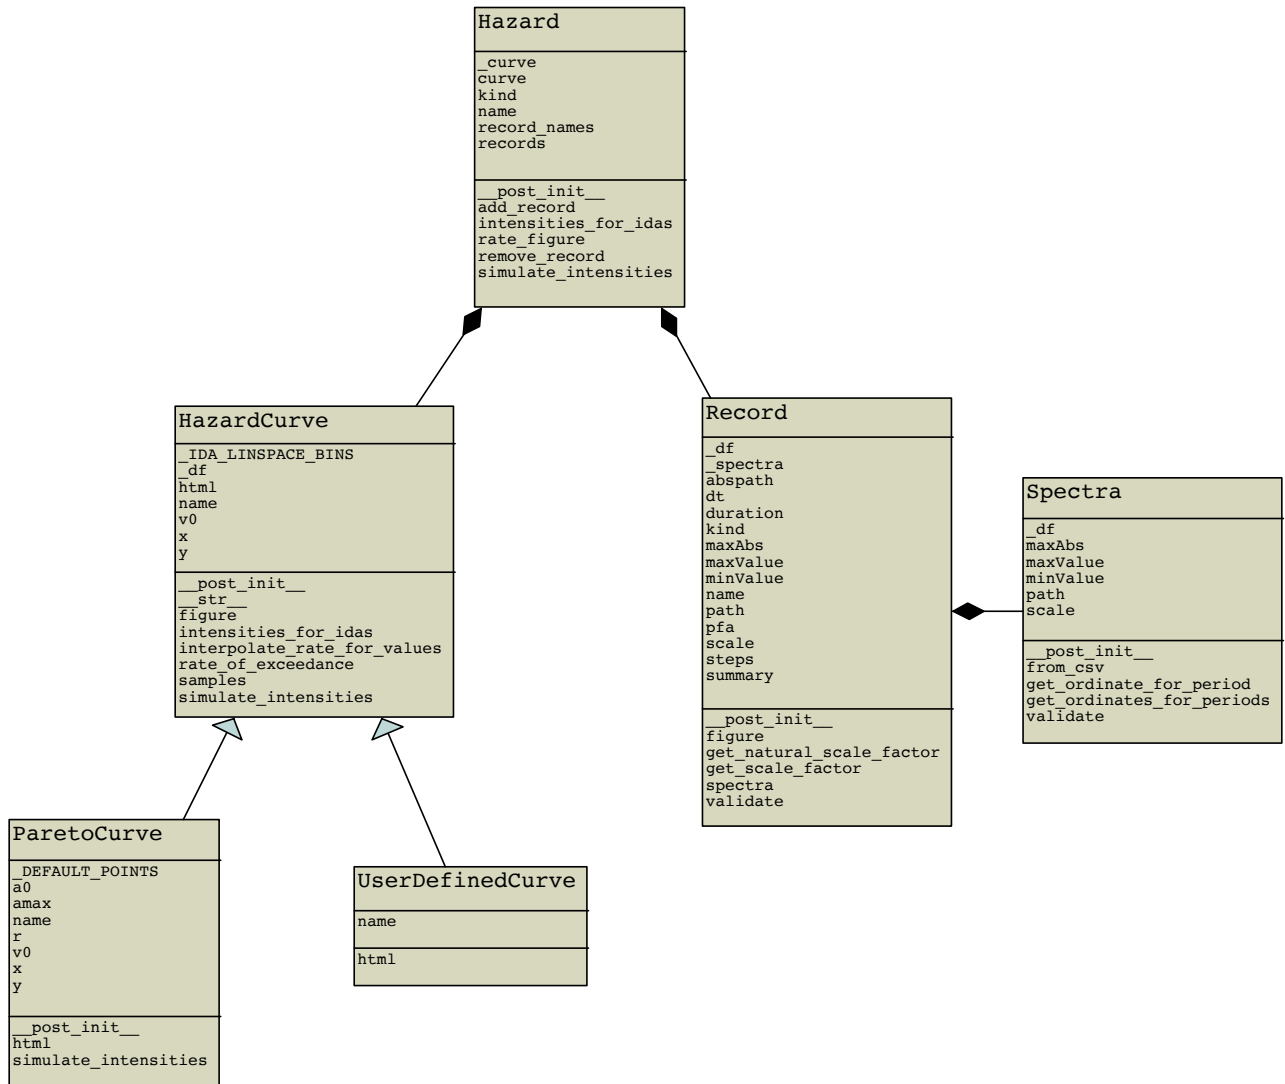 Hazard
_curve
curve
kind
name
record_names
records
__post_init__
add_record
intensities_for_idas
rate_figure
remove_record
simulate_intensities
HazardCurve
_IDA_LINSPACE_BINS
_df
html
name
v0
x
y
__post_init__
__str__
figure
intensities_for_idas
interpolate_rate_for_values
rate_of_exceedance
samples
simulate_intensities
Record
_df
_spectra
abspath
dt
duration
kind
maxAbs
maxValue
minValue
name
path
pfa
scale
steps
summary
__post_init__
figure
get_natural_scale_factor
get_scale_factor
spectra
validate
Spectra
_df
maxAbs
maxValue
minValue
path
scale
__post_init__
from_csv
get_ordinate_for_period
get_ordinates_for_periods
validate
ParetoCurve
_DEFAULT_POINTS
a0
amax
name
r
v0
x
y
__post_init__
html
simulate_intensities
UserDefinedCurve
name
html